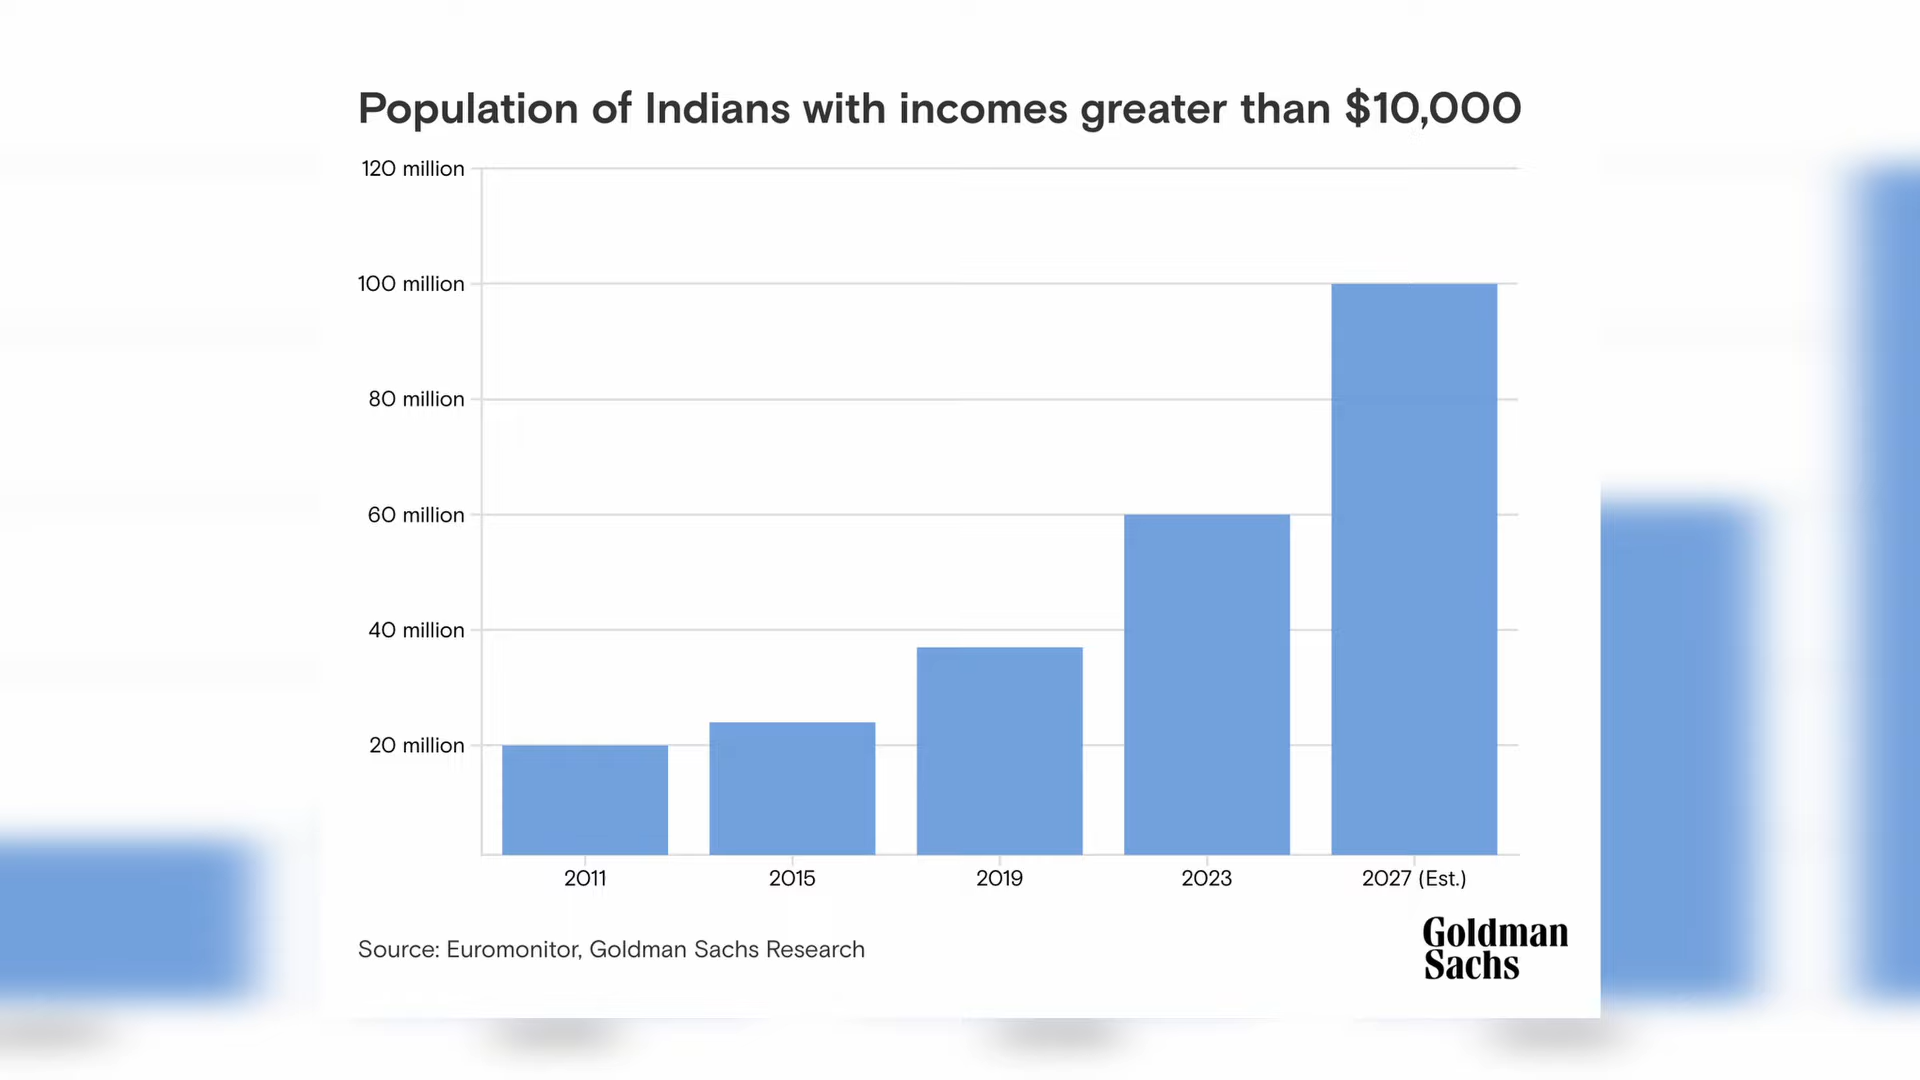 Population of Indians with incomes greater than $10,000
120 million
100 million
80 million
60 million
40 million
20 million
2011
2015
2019
2023
2027 (Est.)
Source: Euromonitor, Goldman Sachs Research
Goldman
Sachs